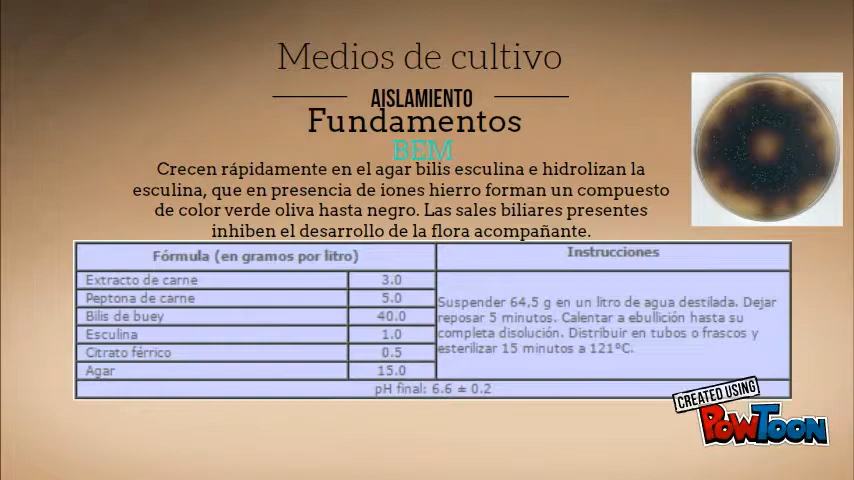 Medios de cultivo
AISLAMIENTO
Fundamentos
BEM
Crecen rápidamente en el agar bilis esculina e hidrolizan la
esculina, que en presencia de iones hierro forman un compuesto
de color verde oliva hasta negro. Las sales biliares presentes
inhiben el desarrollo de la flora acompañante.
Fórmula (en gramos por litro) Instrucciones
Extracto de carne 3.0
Peptona de carne 5.0
Bilis de buey 40.0
Esculina 1.0
Citrato férrico 0.5
Agar 15.0
Suspender 64,5 g en un litro de agua destilada. Dejar
reposar 5 minutos. Calentar a ebullición hasta su
completa disolución. Distribuir en tubos o frascos y
esterilizar 15 minutos a 121ºC.
pH final: 6.6 ± 0.2
CREATED USING
POWTOON